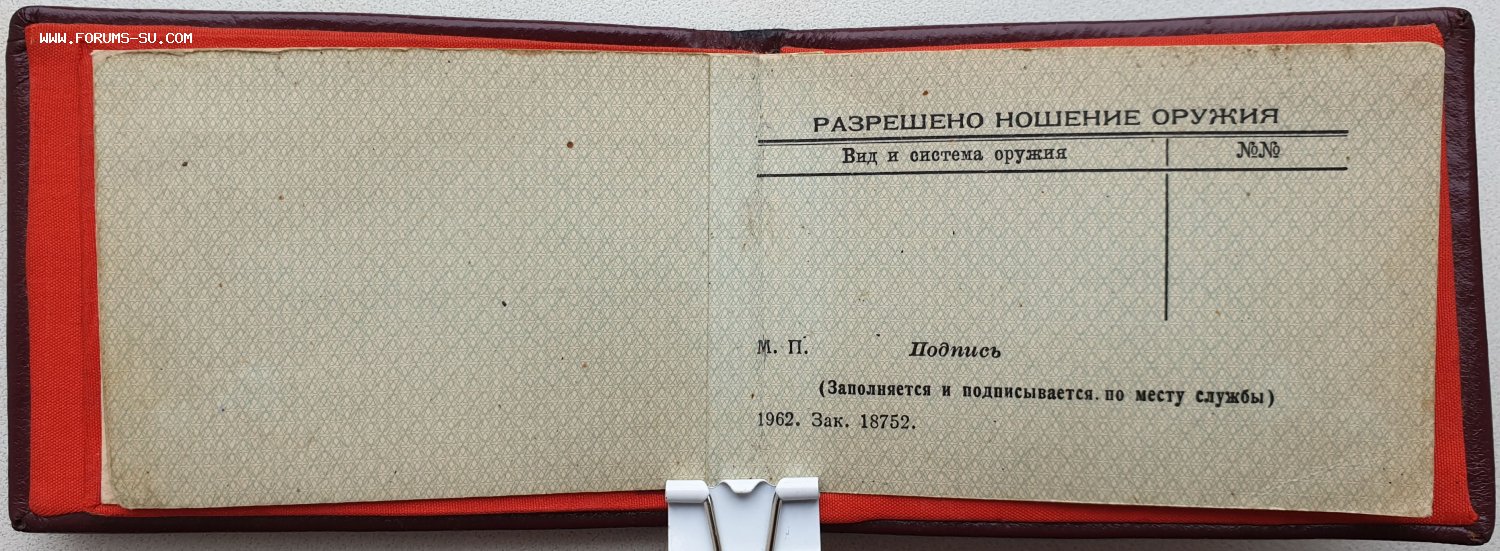 WWW.FORUMS-SU.COM
РАЗРЕШЕНО НОШЕНИЕ ОРУЖИЯ
Вид и система оружия №№
М. П. Подпись
(Заполняется и подписывается. по месту службы)
1962. Зак. 18752.